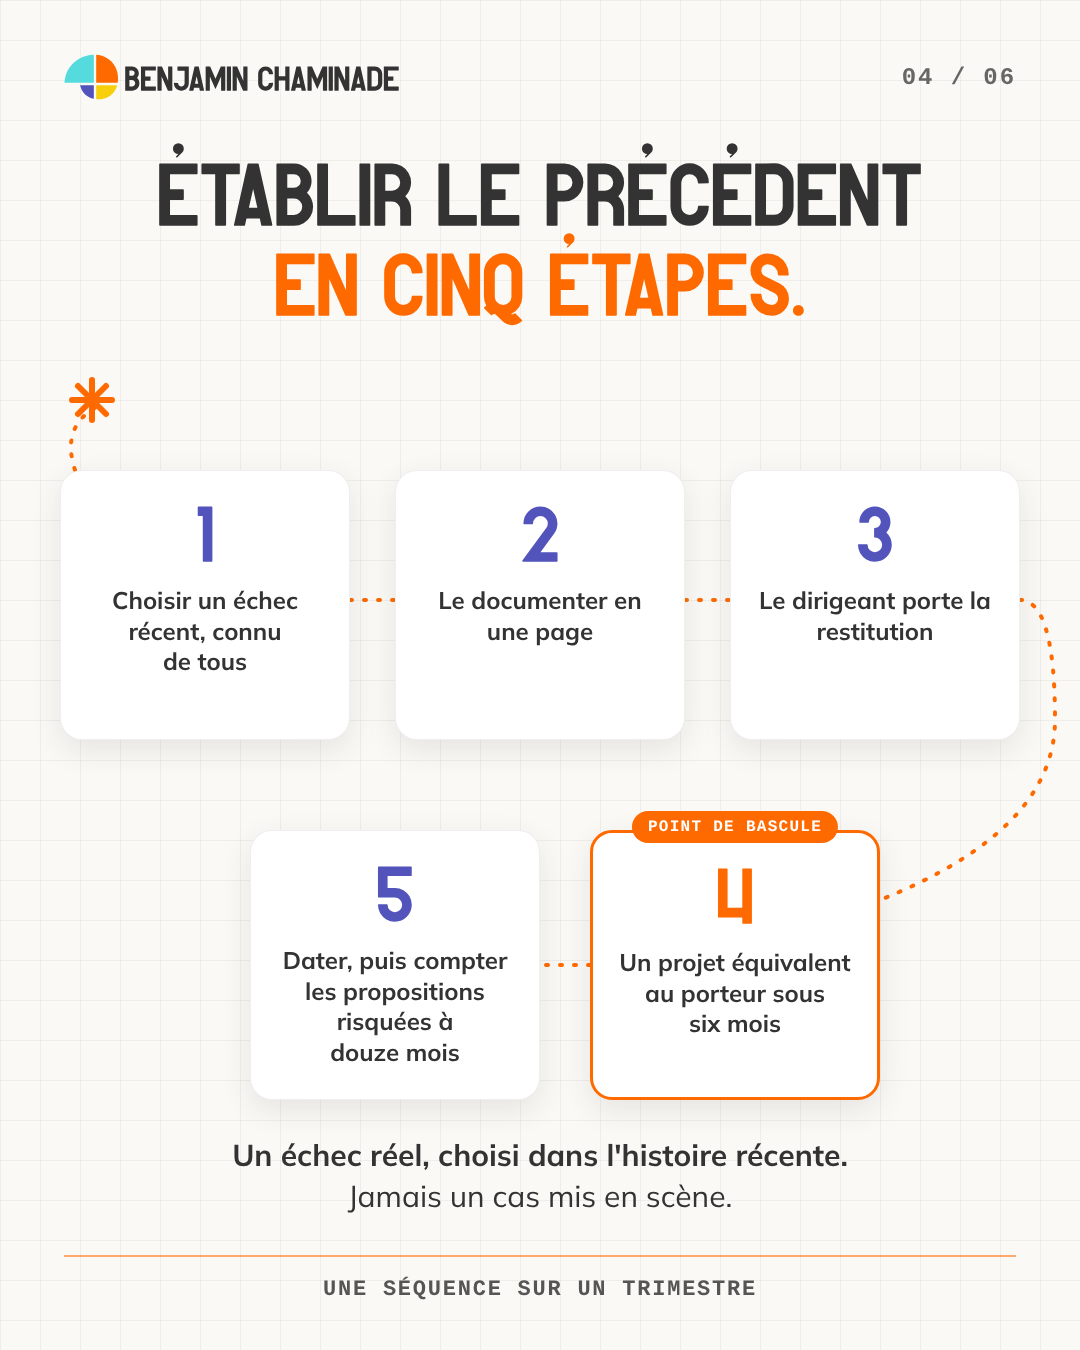 BENJAMIN CHAMINADE
04 / 06
ÉTABLIR LE PRÉCÉDENT
EN CINQ ÉTAPES.
1
Choisir un échec
récent, connu
de tous
2
Le documenter en
une page
3
Le dirigeant porte la
restitution
POINT DE BASCULE
4
Un projet équivalent
au porteur sous
six mois
5
Dater, puis compter
les propositions
risquées à
douze mois
Un échec réel, choisi dans l'histoire récente.
Jamais un cas mis en scène.
UNE SÉQUENCE SUR UN TRIMESTRE